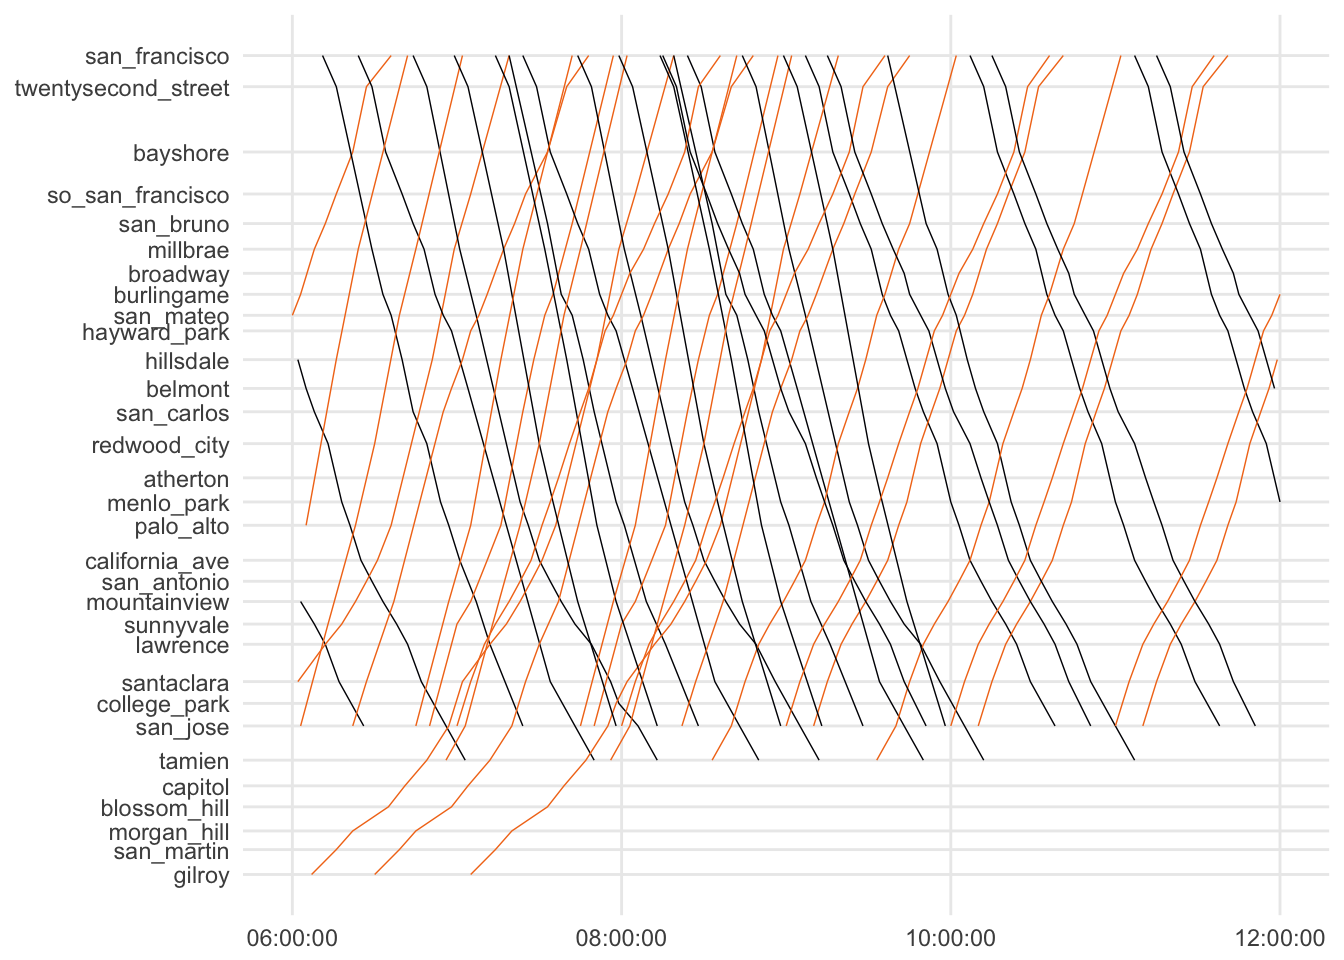 san_francisco
twentysecond_street
bayshore
so_san_francisco
san_bruno
millbrae
broadway
burlingame
san_mateo
hayward_park
hillsdale
belmont
san_carlos
redwood_city
atherton
menlo_park
palo_alto
california_ave
san_antonio
mountainview
sunnyvale
lawrence
santaclara
college_park
san_jose
tamien
capitol
blossom_hill
morgan_hill
san_martin
gilroy
06:00:00 08:00:00 10:00:00 12:00:00